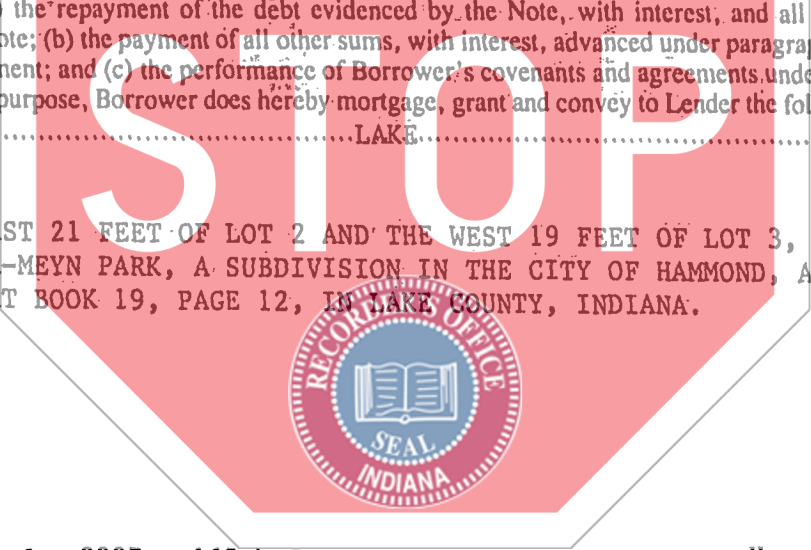 the repayment of the debt evidenced by the Note, with interest, and all
ote; (b) the payment of all other sums, with interest, advanced under paragra
nent; and (c) the performance of Borrower's covenants and agreements unde
purpose, Borrower does hereby mortgage, grant and convey to Lender the fol
LAKE
STOP
ST 21 FEET OF LOT 2 AND THE WEST 19 FEET OF LOT 3,
-MEYN PARK, A SUBDIVISION IN THE CITY OF HAMMOND, A
T BOOK 19, PAGE 12, IN LAKE COUNTY, INDIANA.
RECORDER'S OFFICE
SEAL
INDIANA